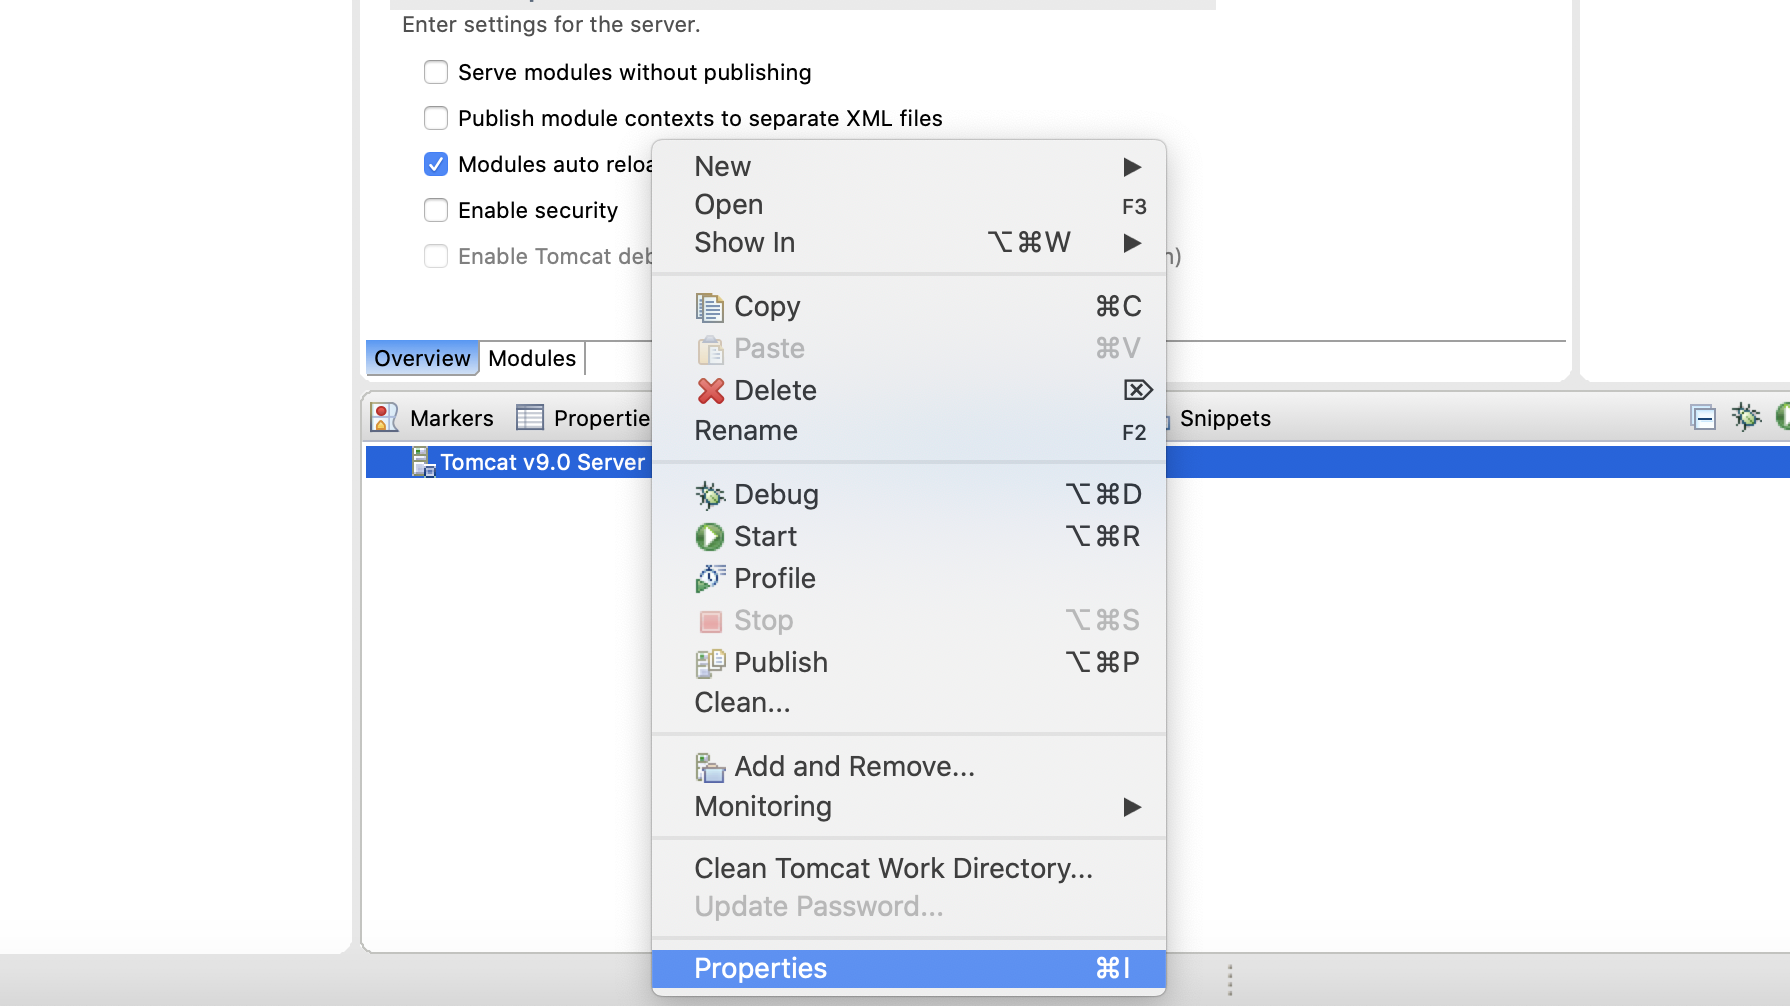 Enter settings for the server.
Serve modules without publishing
Publish module contexts to separate XML files
Modules auto reloa
Enable security
Enable Tomcat deb
n)
Overview Modules
Markers Propertie Snippets
Tomcat v9.0 Server
New ▶
Open F3
Show In ⌥⌘W ▶
Copy ⌘C
Paste ⌘V
Delete ⌦
Rename F2
Debug ⌥⌘D
Start ⌥⌘R
Profile
Stop ⌥⌘S
Publish ⌥⌘P
Clean...
Add and Remove...
Monitoring ▶
Clean Tomcat Work Directory...
Update Password...
Properties ⌘I